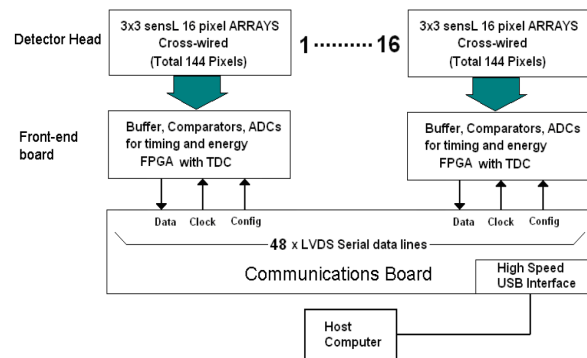 Detector Head
3x3 sensL 16 pixel ARRAYS
Cross-wired
(Total 144 Pixels)
1 ·········· 16
3x3 sensL 16 pixel ARRAYS
Cross-wired
(Total 144 Pixels)
Front-end
board
Buffer, Comparators, ADCs
for timing and energy
FPGA with TDC
Buffer, Comparators, ADCs
for timing and energy
FPGA with TDC
Data Clock Config
Data Clock Config
48 x LVDS Serial data lines
Communications Board
High Speed
USB Interface
Host
Computer